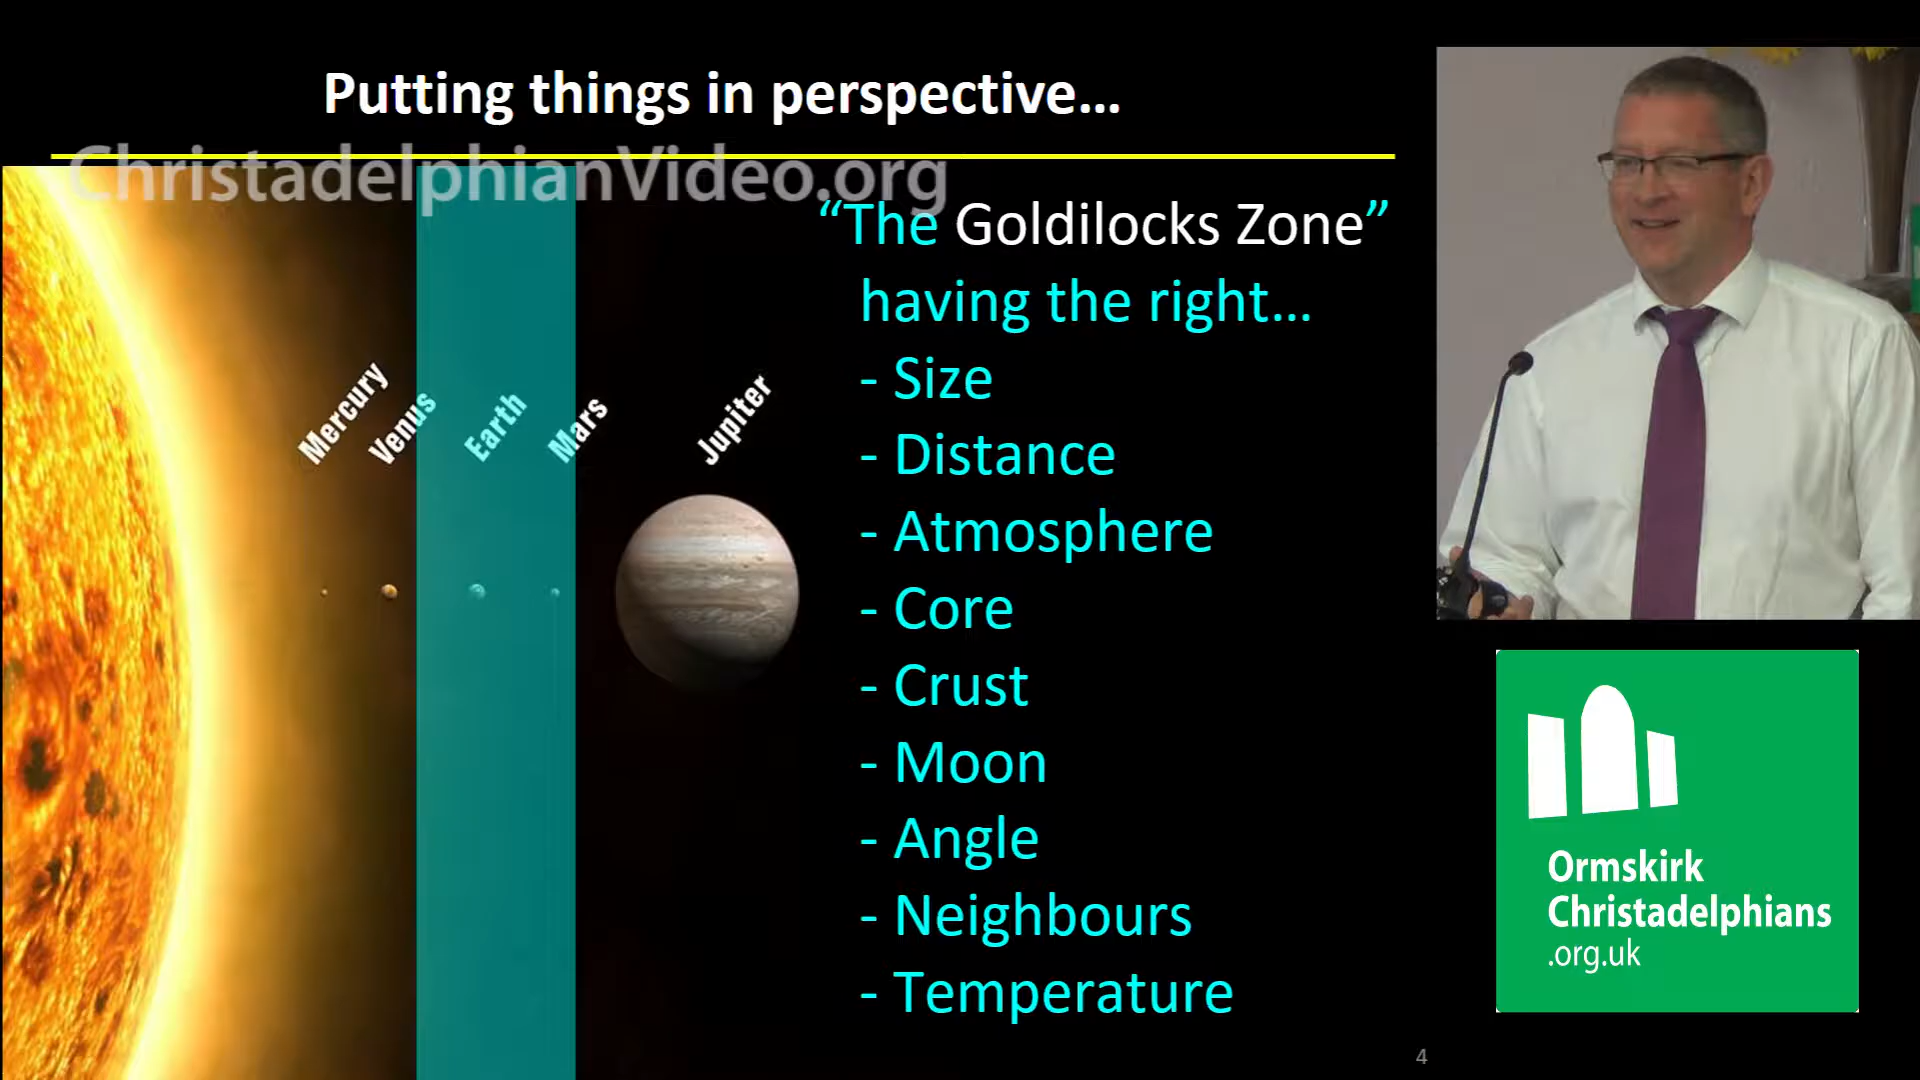 Putting things in perspective...
ChristadelphianVideo.org
“The Goldilocks Zone”
having the right...
- Size
- Distance
- Atmosphere
- Core
- Crust
- Moon
- Angle
- Neighbours
- Temperature
Mercury
Venus
Earth
Mars
Jupiter
Ormskirk
Christadelphians
.org.uk
4